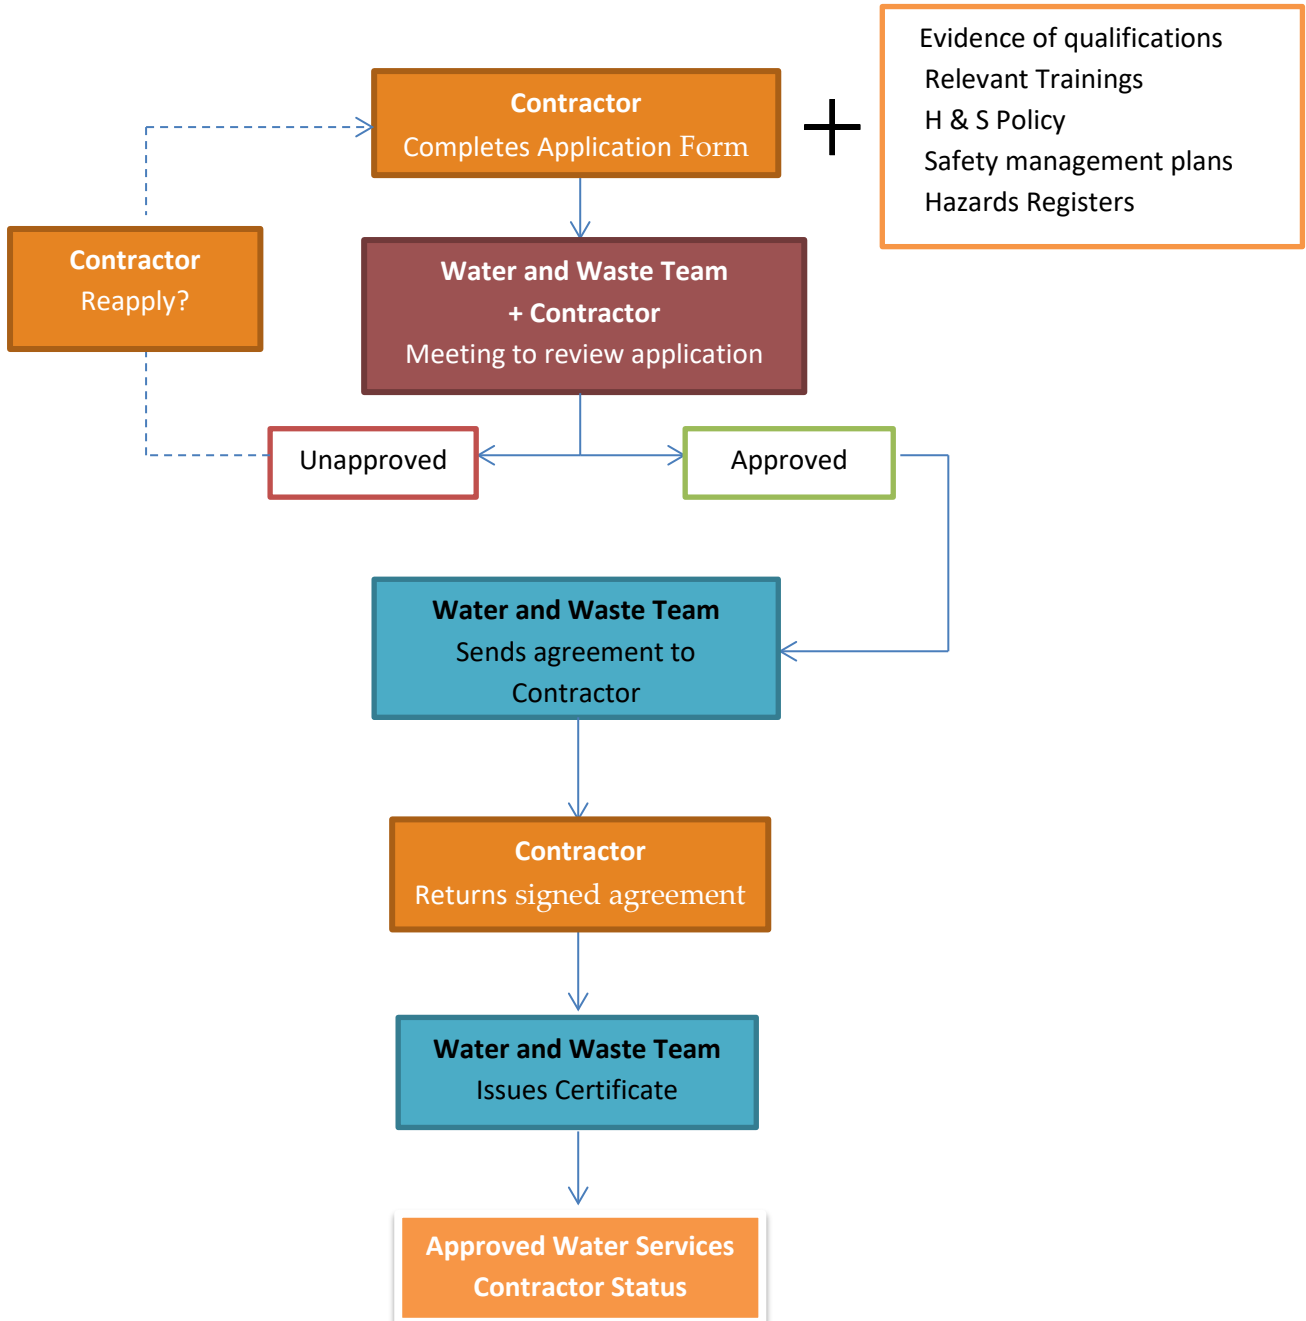 Evidence of qualifications
Relevant Trainings
H & S Policy
Safety management plans
Hazards Registers
Contractor
Completes Application Form
Contractor
Reapply?
Water and Waste Team
+ Contractor
Meeting to review application
Unapproved
Approved
Water and Waste Team
Sends agreement to
Contractor
Contractor
Returns signed agreement
Water and Waste Team
Issues Certificate
Approved Water Services
Contractor Status